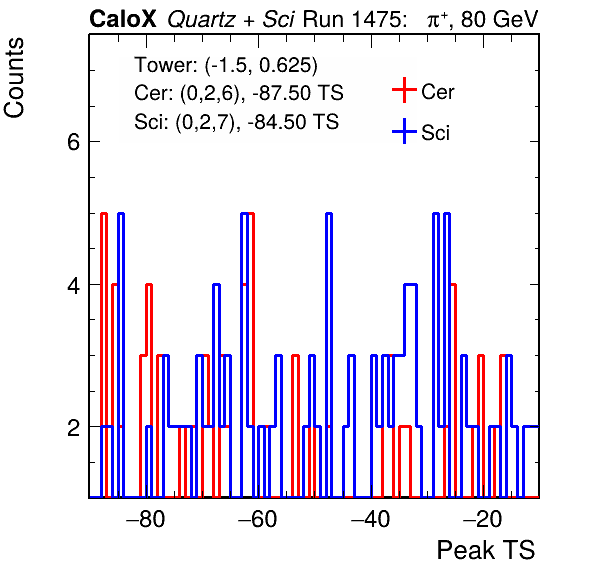 CaloX Quartz + Sci Run 1475: π⁺, 80 GeV
Counts
Tower: (-1.5, 0.625)
Cer: (0,2,6), -87.50 TS
Sci: (0,2,7), -84.50 TS
Cer
Sci
6
4
2
−80 −60 −40 −20
Peak TS